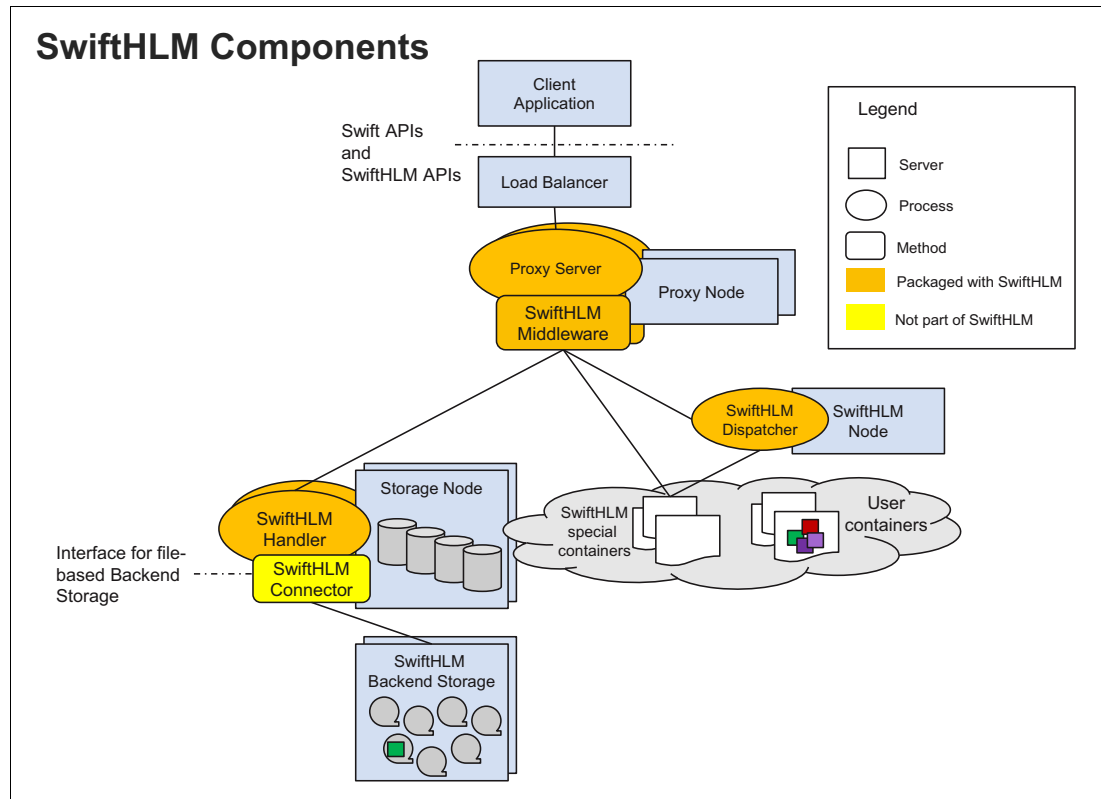 SwiftHLM Components
Client
Application
Swift APIs
and
SwiftHLM APIs
Load Balancer
Proxy Server
Proxy Node
SwiftHLM
Middleware
Legend
Server
Process
Method
Packaged with SwiftHLM
Not part of SwiftHLM
SwiftHLM
Dispatcher
SwiftHLM
Node
Storage Node
SwiftHLM
Handler
SwiftHLM
Connector
Interface for file-
based Backend
Storage
SwiftHLM
special
containers
User
containers
SwiftHLM
Backend Storage